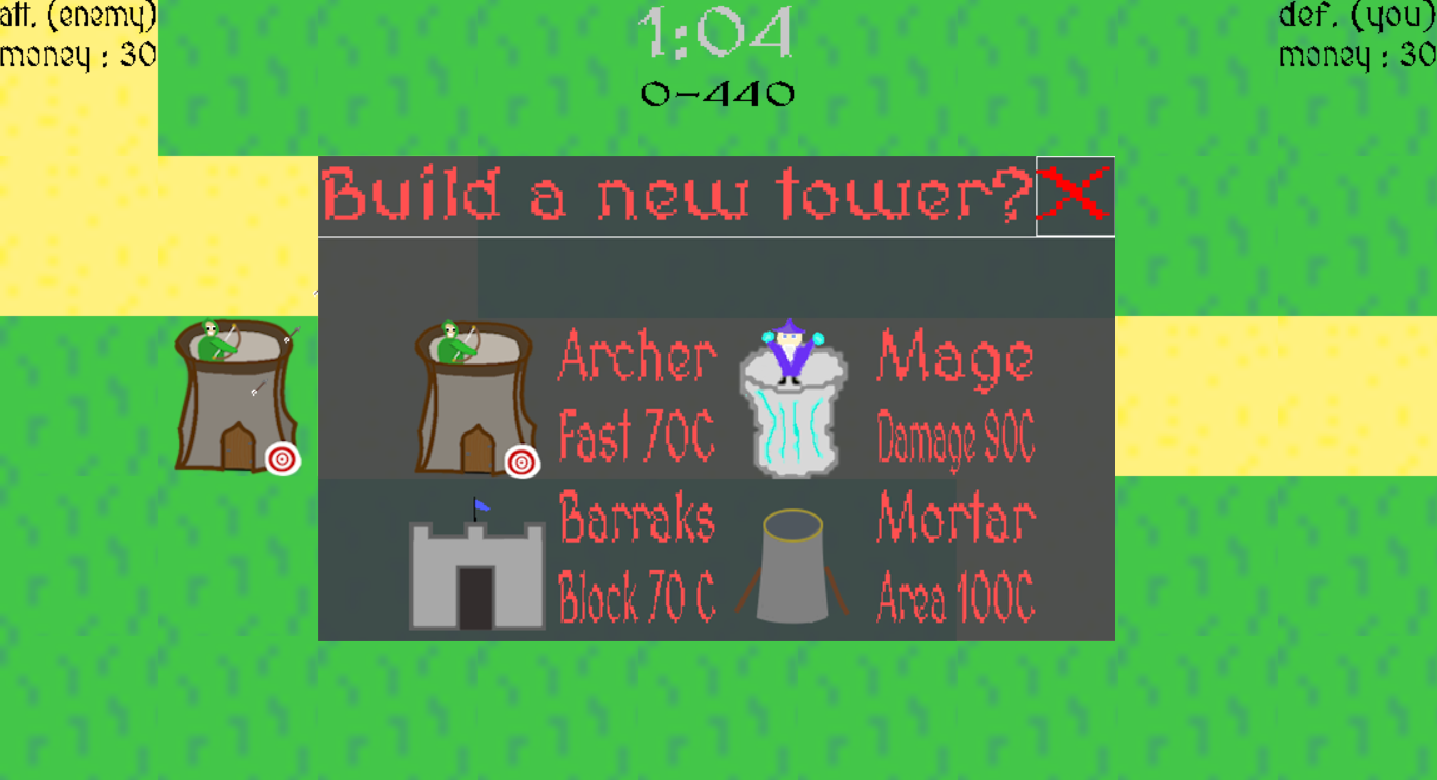 att. (enemy)
money : 30
1:04
0-440
def. (you)
money : 30
Build a new tower?
Archer
Fast 70C
Mage
Damage 90C
Barraks
Block 70 C
Mortar
Area 100C